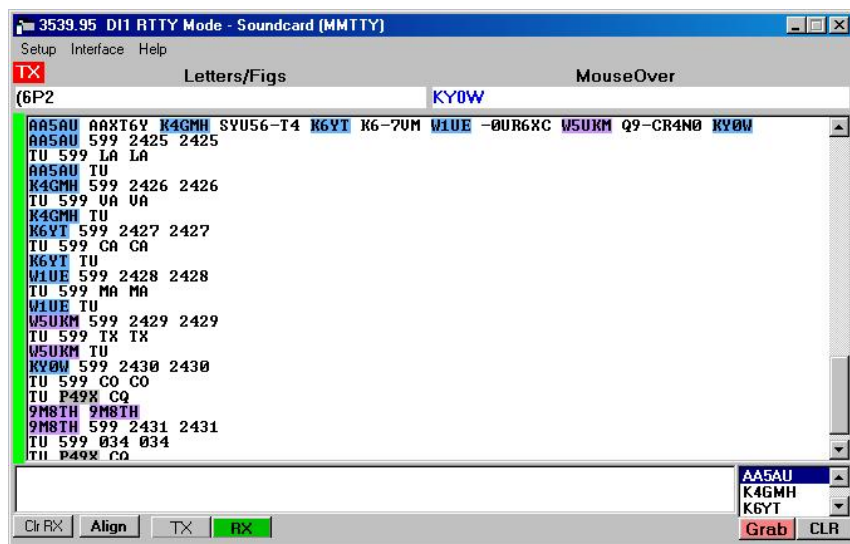 3539.95 DI1 RTTY Mode - Soundcard (MMTTY)
Setup Interface Help
TX Letters/Figs MouseOver
(6P2 KY0W
AA5AU AAXT6Y K4GMH SYU56-T4 K6YT K6-7VM W1UE -0UR6XC W5UKM Q9-CR4N0 KY0W
AA5AU 599 2425 2425
TU 599 LA LA
AA5AU TU
K4GMH 599 2426 2426
TU 599 VA VA
K4GMH TU
K6YT 599 2427 2427
TU 599 CA CA
K6YT TU
W1UE 599 2428 2428
TU 599 MA MA
W1UE TU
W5UKM 599 2429 2429
TU 599 TX TX
W5UKM TU
KY0W 599 2430 2430
TU 599 CO CO
TU P49X CQ
9M8TH 9M8TH
9M8TH 599 2431 2431
TU 599 034 034
TU P49X CQ
AA5AU
K4GMH
K6YT
Clr RX Align TX RX Grab CLR